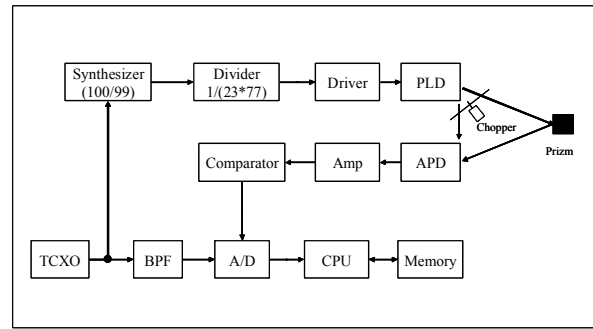 Synthesizer
(100/99)
Divider
1/(23*77)
Driver
PLD
Chopper
Prizm
Comparator
Amp
APD
TCXO
BPF
A/D
CPU
Memory